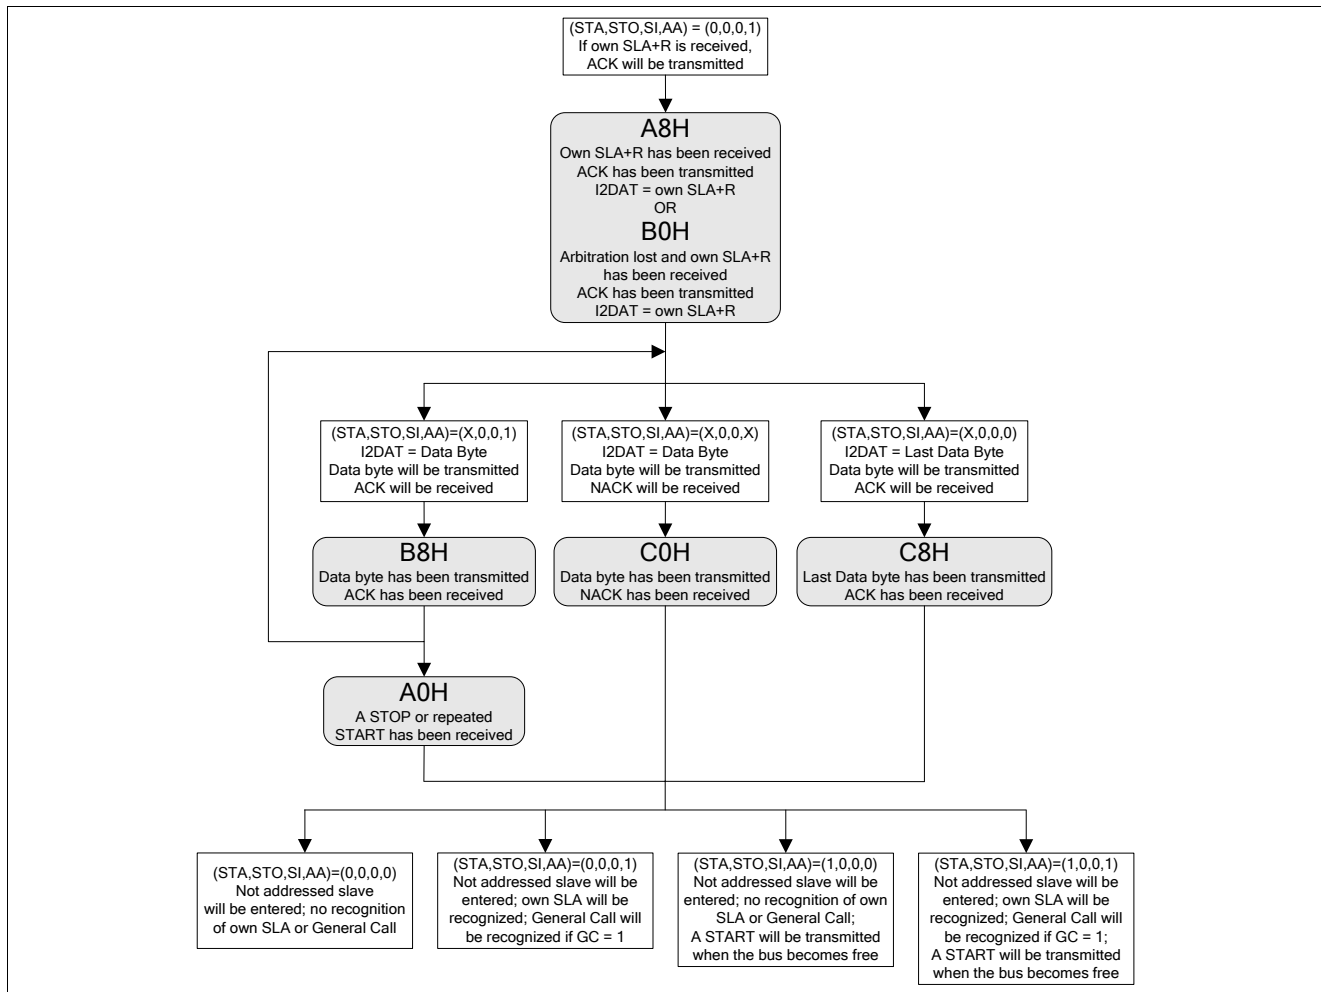 (STA,STO,SI,AA) = (0,0,0,1)
If own SLA+R is received,
ACK will be transmitted
A8H
Own SLA+R has been received
ACK has been transmitted
I2DAT = own SLA+R
OR
B0H
Arbitration lost and own SLA+R
has been received
ACK has been transmitted
I2DAT = own SLA+R
(STA,STO,SI,AA)=(X,0,0,1)
I2DAT = Data Byte
Data byte will be transmitted
ACK will be received
(STA,STO,SI,AA)=(X,0,0,X)
I2DAT = Data Byte
Data byte will be transmitted
NACK will be received
(STA,STO,SI,AA)=(X,0,0,0)
I2DAT = Last Data Byte
Data byte will be transmitted
ACK will be received
B8H
Data byte has been transmitted
ACK has been received
C0H
Data byte has been transmitted
NACK has been received
C8H
Last Data byte has been transmitted
ACK has been received
A0H
A STOP or repeated
START has been received
(STA,STO,SI,AA)=(0,0,0,0)
Not addressed slave
will be entered; no recognition
of own SLA or General Call
(STA,STO,SI,AA)=(0,0,0,1)
Not addressed slave will be
entered; own SLA will be
recognized; General Call will
be recognized if GC = 1
(STA,STO,SI,AA)=(1,0,0,0)
Not addressed slave will be
entered; no recognition of own
SLA or General Call;
A START will be transmitted
when the bus becomes free
(STA,STO,SI,AA)=(1,0,0,1)
Not addressed slave will be
entered; own SLA will be
recognized; General Call will
be recognized if GC = 1;
A START will be transmitted
when the bus becomes free